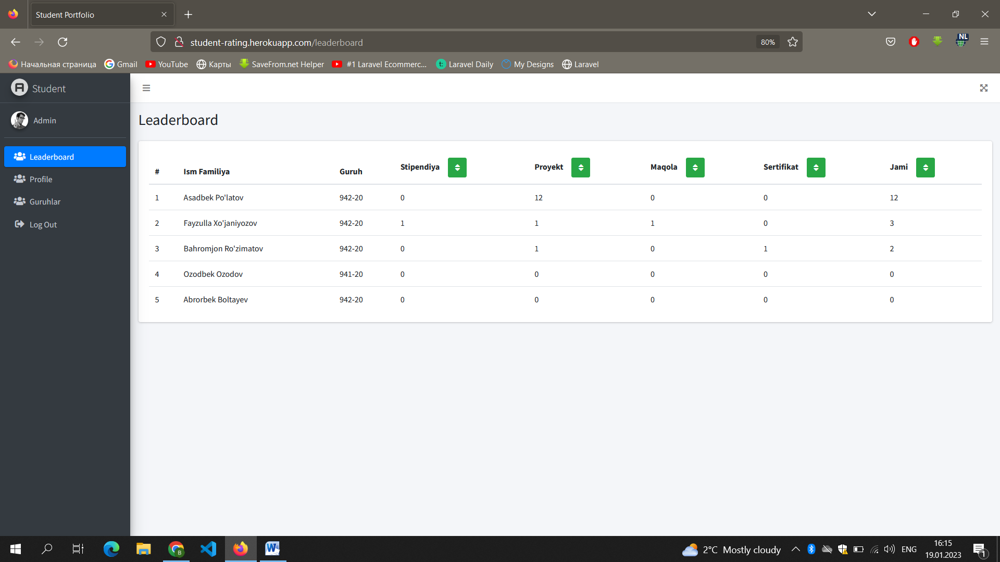 Student Portfolio
student-rating.herokuapp.com/leaderboard
80%
NL
Начальная страница Gmail YouTube Карты SaveFrom.net Helper #1 Laravel Ecommerc... Laravel Daily My Designs Laravel
Student
Admin
Leaderboard
Profile
Guruhlar
Log Out
Leaderboard
# Ism Familiya Guruh Stipendiya Proyekt Maqola Sertifikat Jami
1 Asadbek Po'latov 942-20 0 12 0 0 12
2 Fayzulla Xo'janiyozov 942-20 1 1 1 0 3
3 Bahromjon Ro'zimatov 942-20 0 1 0 1 2
4 Ozodbek Ozodov 941-20 0 0 0 0 0
5 Abrorbek Boltayev 942-20 0 0 0 0 0
2°C Mostly cloudy ENG
16:15
19.01.2023
1